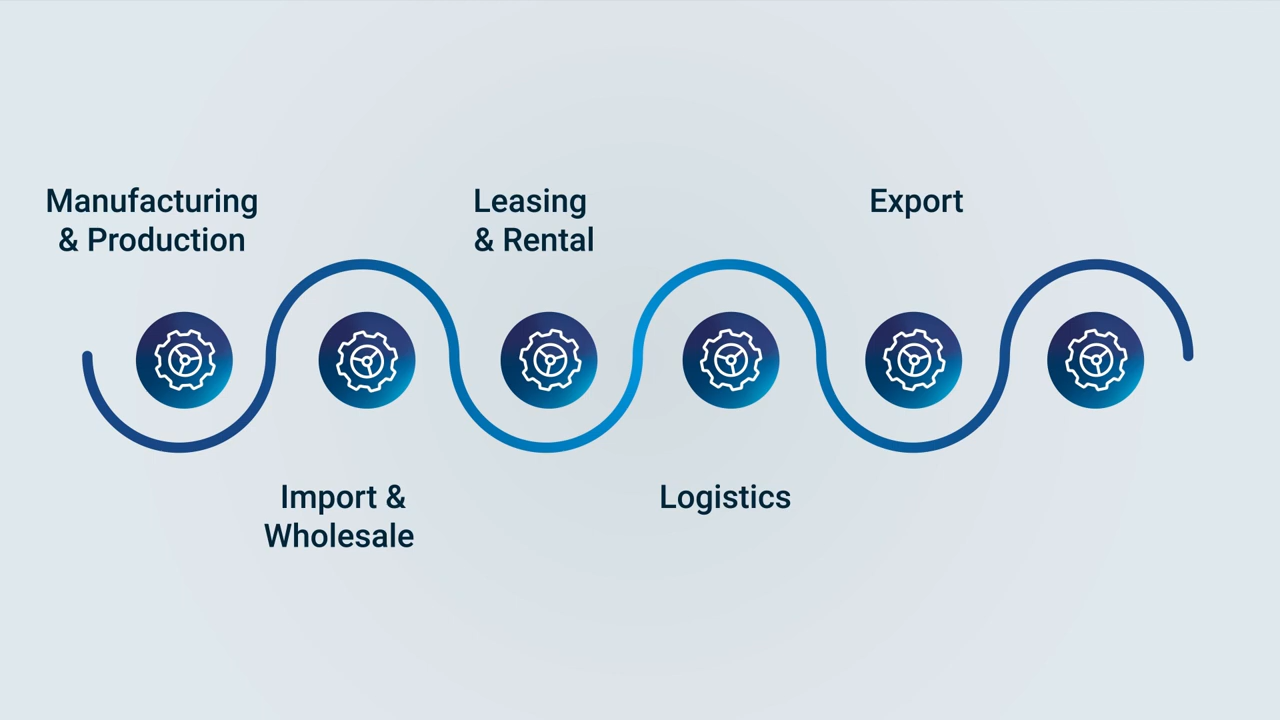 Manufacturing
& Production
Import &
Wholesale
Leasing
& Rental
Logistics
Export